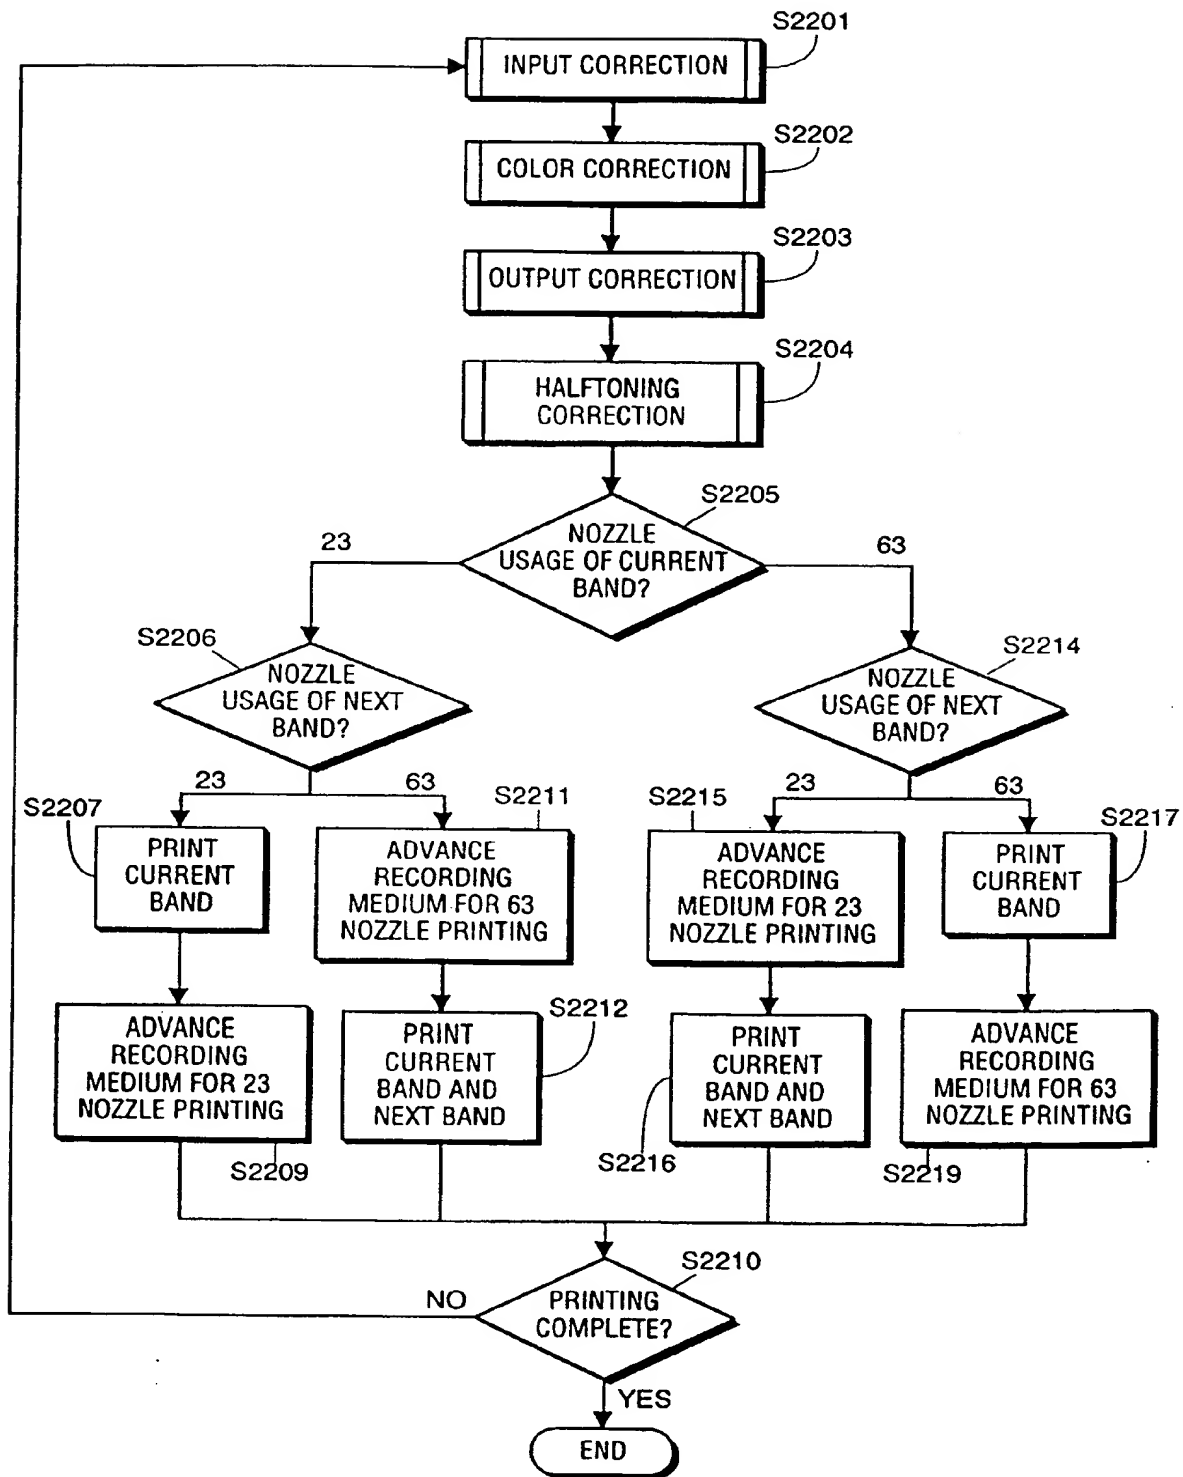 S2201
INPUT CORRECTION
S2202
COLOR CORRECTION
S2203
OUTPUT CORRECTION
S2204
HALFTONING
CORRECTION
S2205
NOZZLE
USAGE OF CURRENT
BAND?
23
63
S2206
NOZZLE
USAGE OF NEXT
BAND?
S2214
NOZZLE
USAGE OF NEXT
BAND?
23
63
23
63
S2207
PRINT
CURRENT
BAND
S2211
ADVANCE
RECORDING
MEDIUM FOR 63
NOZZLE PRINTING
S2215
ADVANCE
RECORDING
MEDIUM FOR 23
NOZZLE PRINTING
S2217
PRINT
CURRENT
BAND
ADVANCE
RECORDING
MEDIUM FOR 23
NOZZLE PRINTING
S2209
S2212
PRINT
CURRENT
BAND AND
NEXT BAND
PRINT
CURRENT
BAND AND
NEXT BAND
S2216
ADVANCE
RECORDING
MEDIUM FOR 63
NOZZLE PRINTING
S2219
S2210
PRINTING
COMPLETE?
NO
YES
END